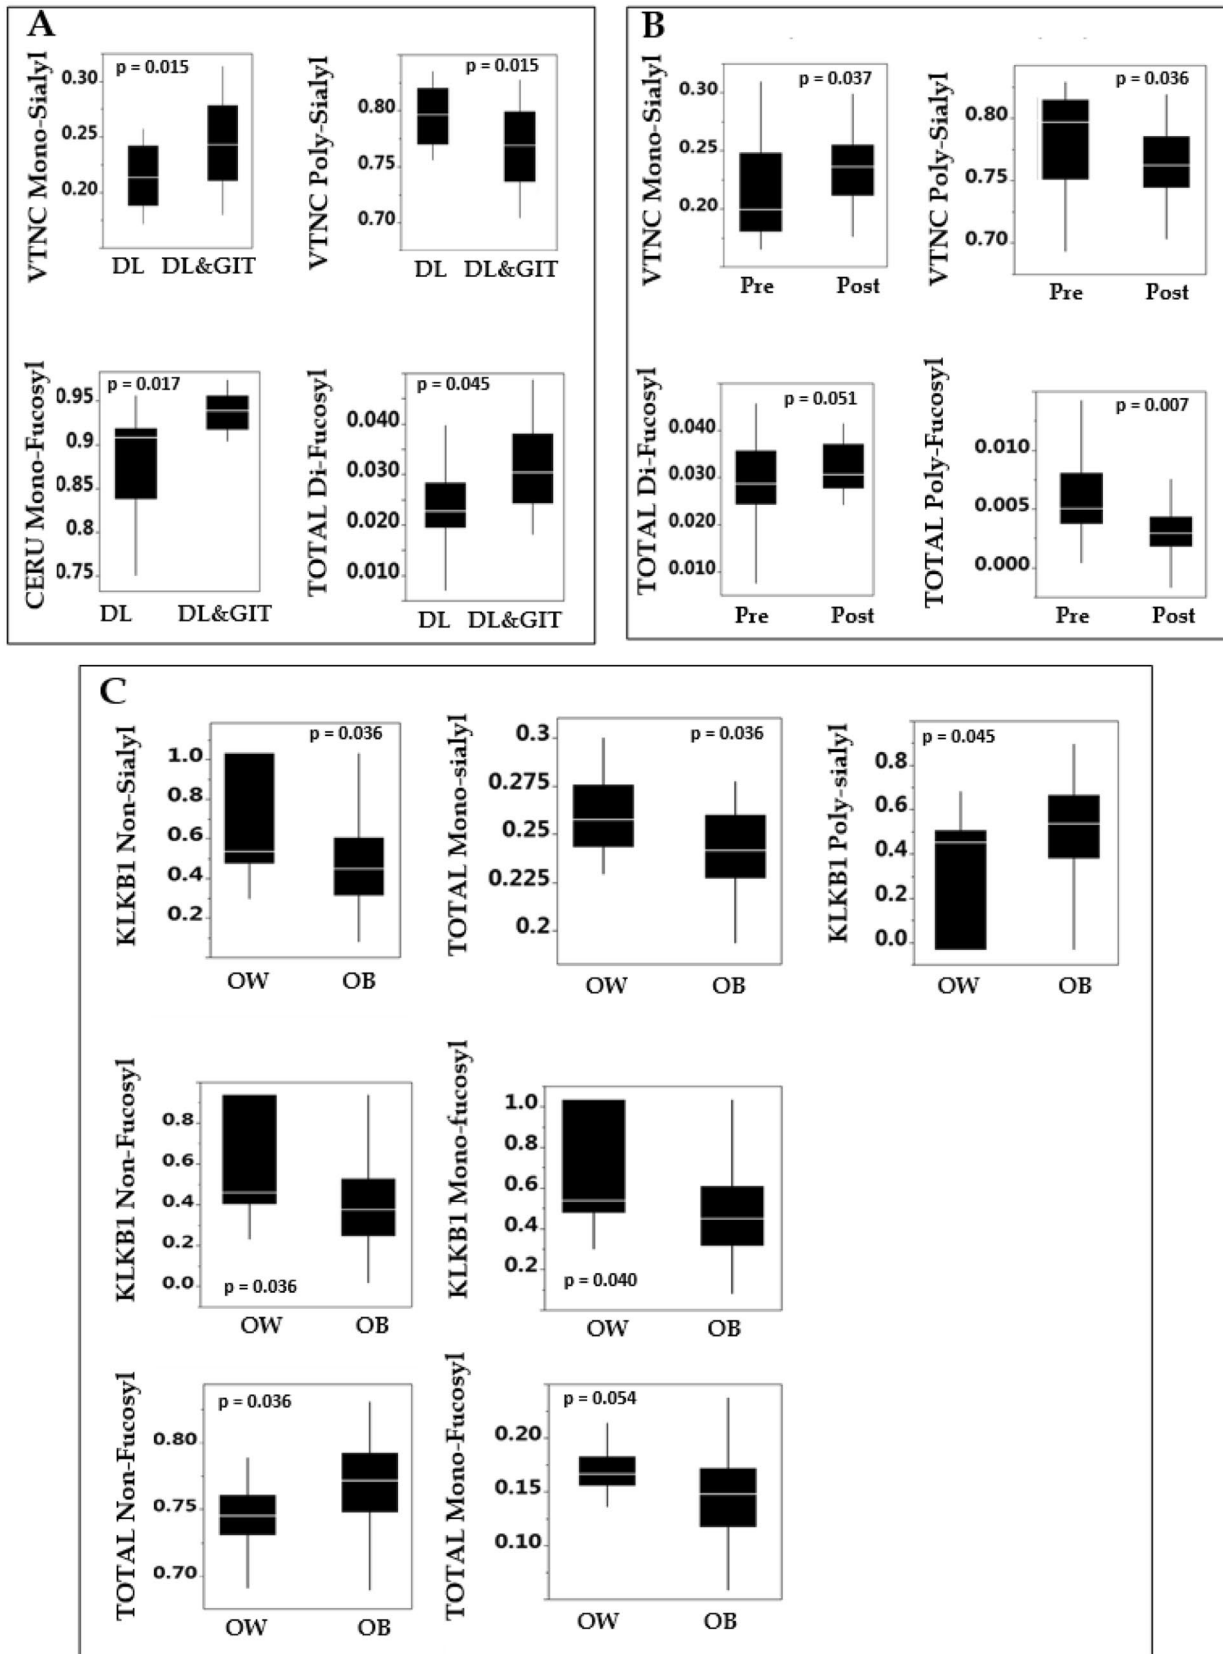 A
VTNC Mono-Sialyl
p = 0.015
0.30
0.25
0.20
DL DL&GIT
VTNC Poly-Sialyl
p = 0.015
0.80
0.75
0.70
DL DL&GIT
CERU Mono-Fucosyl
p = 0.017
0.95
0.9
0.85
0.8
0.75
DL DL&GIT
TOTAL Di-Fucosyl
p = 0.045
0.040
0.030
0.020
0.010
DL DL&GIT
B
VTNC Mono-Sialyl
p = 0.037
0.30
0.25
0.20
Pre Post
VTNC Poly-Sialyl
p = 0.036
0.80
0.75
0.70
Pre Post
TOTAL Di-Fucosyl
p = 0.051
0.040
0.030
0.020
0.010
Pre Post
TOTAL Poly-Fucosyl
p = 0.007
0.010
0.005
0.000
Pre Post
C
KLKB1 Non-Sialyl
p = 0.036
1.0
0.8
0.6
0.4
0.2
OW OB
TOTAL Mono-sialyl
p = 0.036
0.3
0.275
0.25
0.225
0.2
OW OB
KLKB1 Poly-sialyl
p = 0.045
0.8
0.6
0.4
0.2
0.0
OW OB
KLKB1 Non-Fucosyl
0.8
0.6
0.4
0.2
0.0
p = 0.036
OW OB
KLKB1 Mono-fucosyl
1.0
0.8
0.6
0.4
0.2
p = 0.040
OW OB
TOTAL Non-Fucosyl
p = 0.036
0.80
0.75
0.70
OW OB
TOTAL Mono-Fucosyl
p = 0.054
0.20
0.15
0.10
OW OB